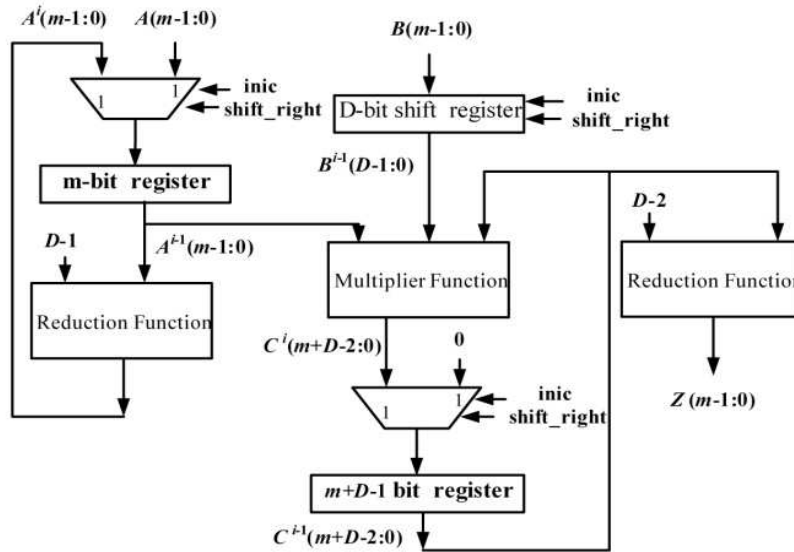 A^i(m-1:0) A(m-1:0)
B(m-1:0)
1 1
inic
shift_right
D-bit shift register
inic
shift_right
m-bit register
B^{i-1}(D-1:0)
D-1
A^{i-1}(m-1:0)
D-2
Reduction Function
Multiplier Function
Reduction Function
C^i(m+D-2:0)
0
1 1
inic
shift_right
Z(m-1:0)
m+D-1 bit register
C^{i-1}(m+D-2:0)